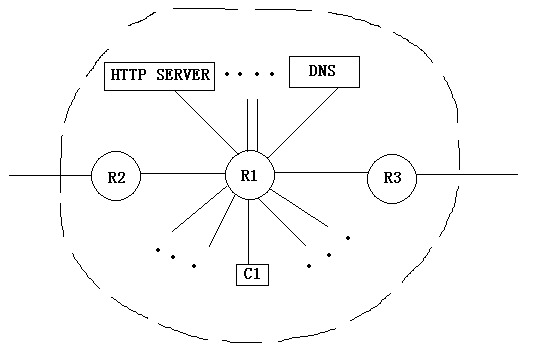 HTTP SERVER
DNS
R2
R1
R3
C1